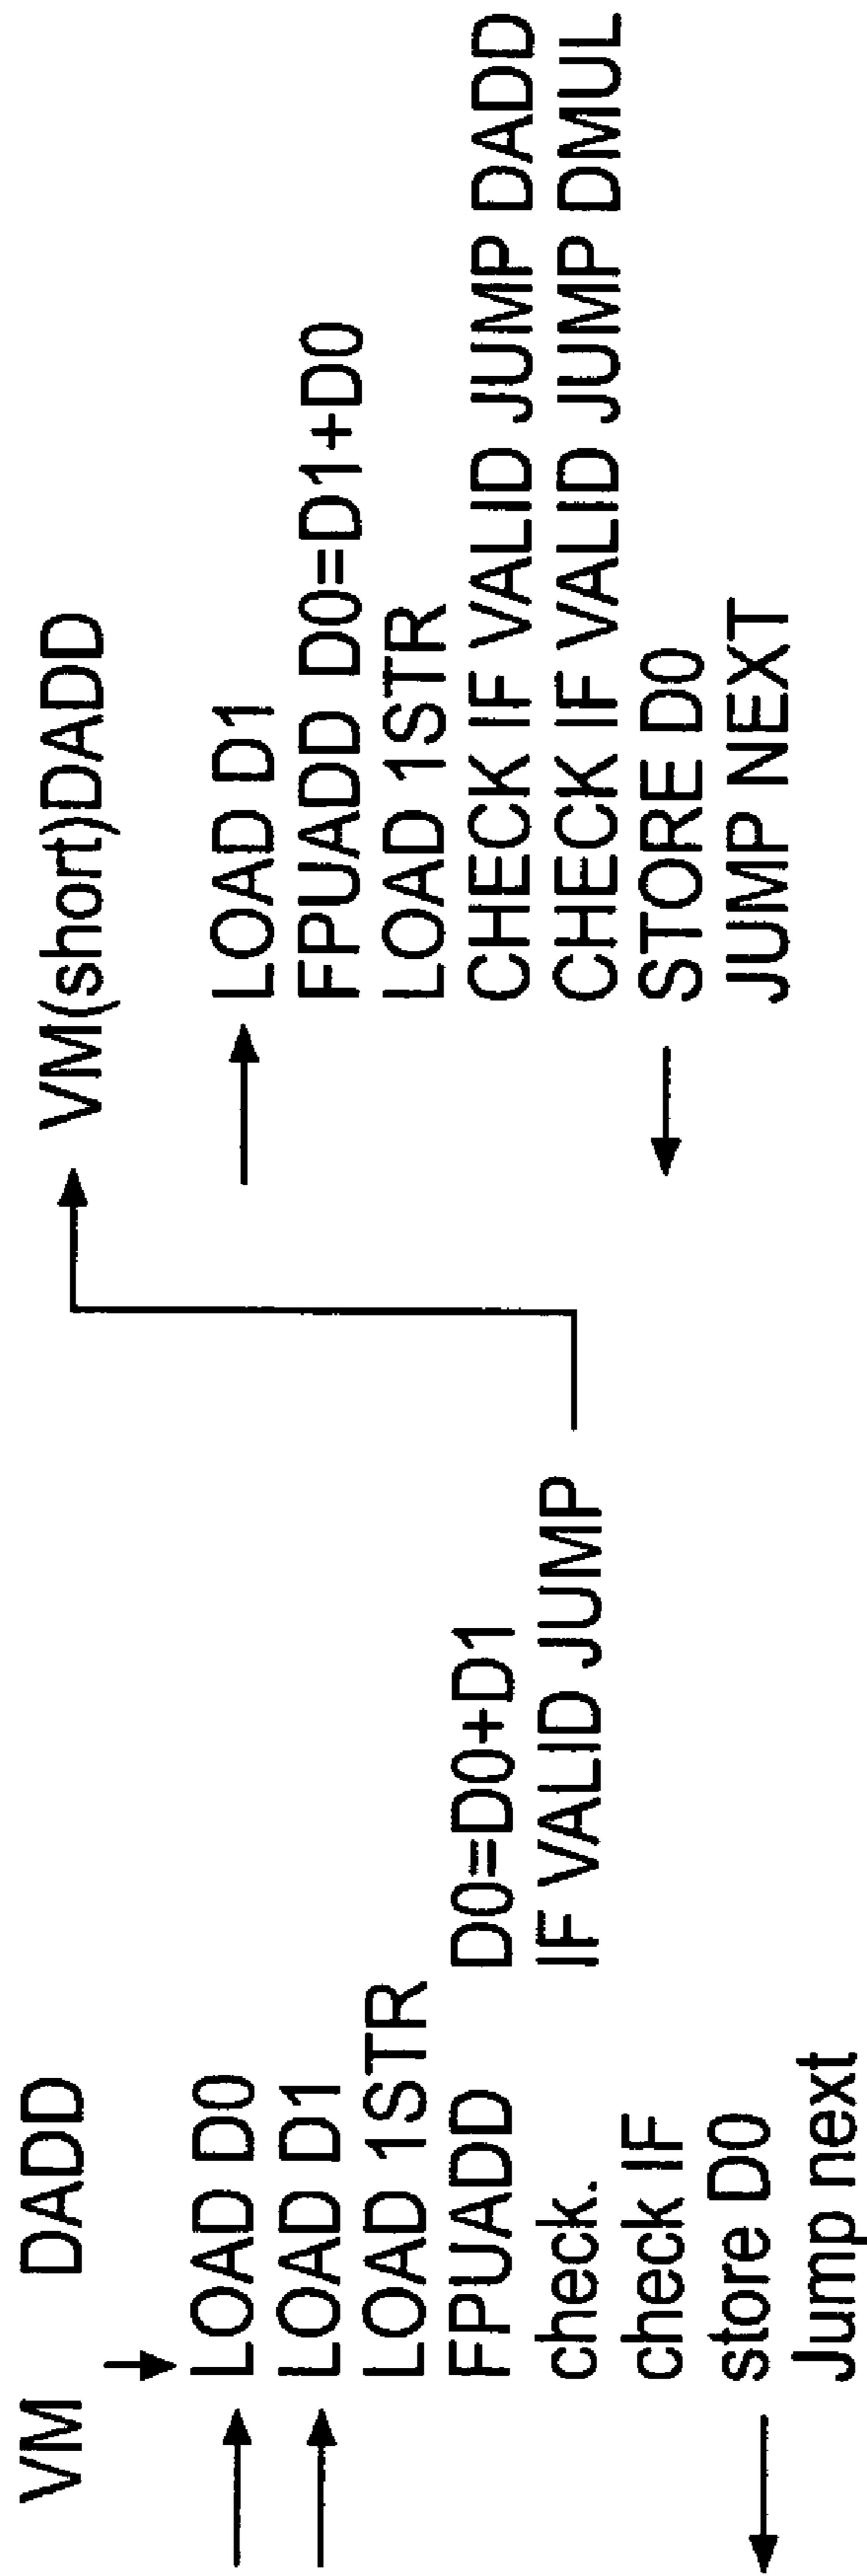 VM DADD
LOAD D0
LOAD D1
LOAD 1STR
FPUADD D0=D0+D1
check. IF VALID JUMP
check IF
store D0
Jump next
VM(short)DADD
LOAD D1
FPUADD D0=D1+D0
LOAD 1STR
CHECK IF VALID JUMP DADD
CHECK IF VALID JUMP DMUL
STORE D0
JUMP NEXT